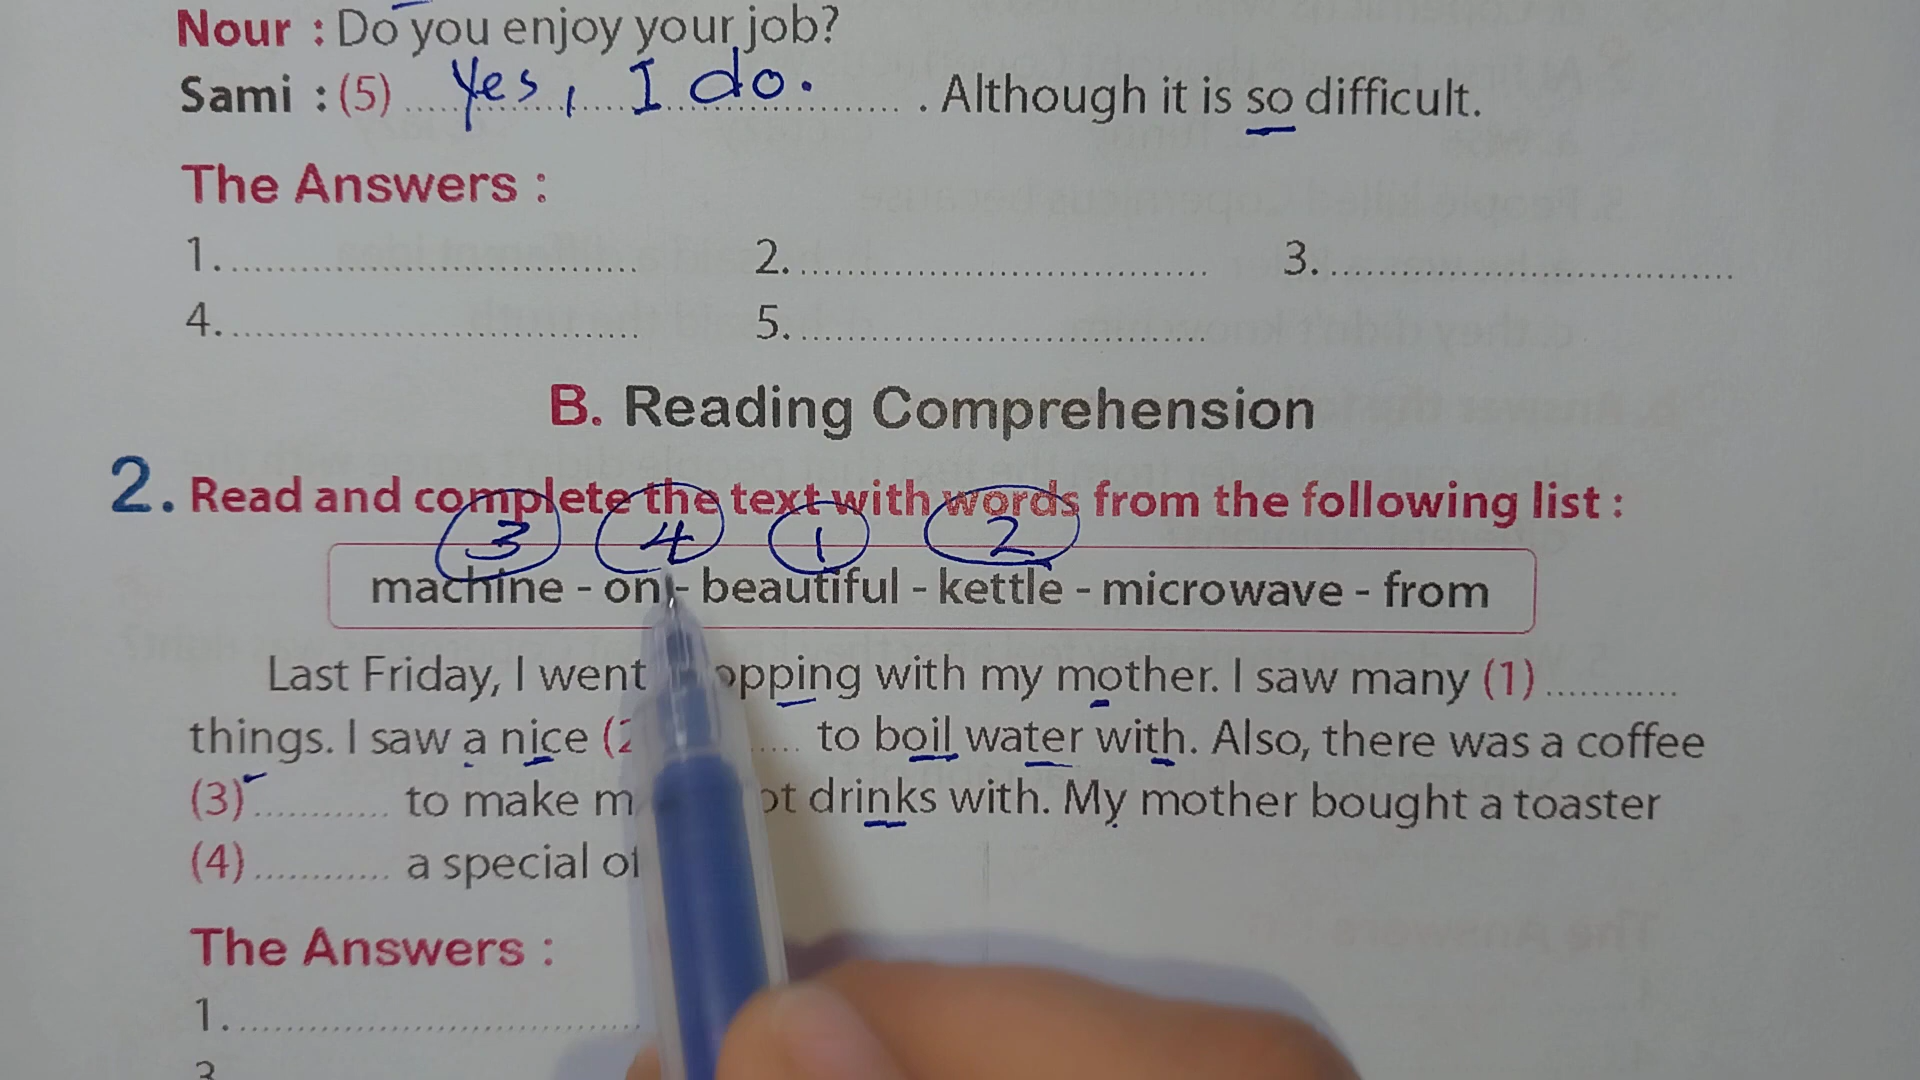 Nour : Do you enjoy your job?
Sami : (5) Yes, I do. . Although it is so difficult.
The Answers :
1. 2. 3.
4. 5.
B. Reading Comprehension
2. Read and complete the text with words from the following list :
3 4 1 2
machine - on - beautiful - kettle - microwave - from
Last Friday, I went opping with my mother. I saw many (1)
things. I saw a nice (2 to boil water with. Also, there was a coffee
(3) to make m ot drinks with. My mother bought a toaster
(4) a special of
The Answers :
1.
3